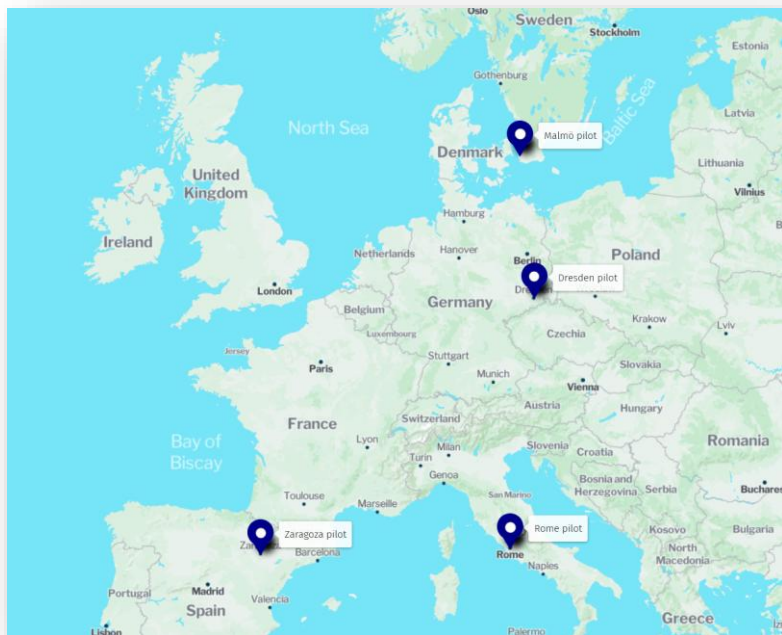 Oslo
Sweden
Stockholm
Estonia
Gothenburg
North Sea
Baltic Sea
Latvia
Malmö pilot
Denmark
Lithuania
United
Kingdom
Vilnius
Hamburg
Ireland
Netherlands
Hanover
Berlin
Poland
London
Dresden pilot
Belgium
Germany
Luxembourg
Krakow
Lviv
Czechia
Jersey
Paris
Stuttgart
Slovakia
Munich
Vienna
France
Switzerland
Austria
Hungary
Bay of
Biscay
Lyon
Milan
Slovenia
Romania
Turin
Croatia
Genoa
Bosnia and
Herzegovina
Serbia
Buchares
Toulouse
Marseille
San Marino
Zaragoza pilot
Rome pilot
Kosovo
Bulgaria
Barcelona
Rome
North
Macedonia
Naples
Portugal
Madrid
Spain
Valencia
Greece
Lisbon
Palermo